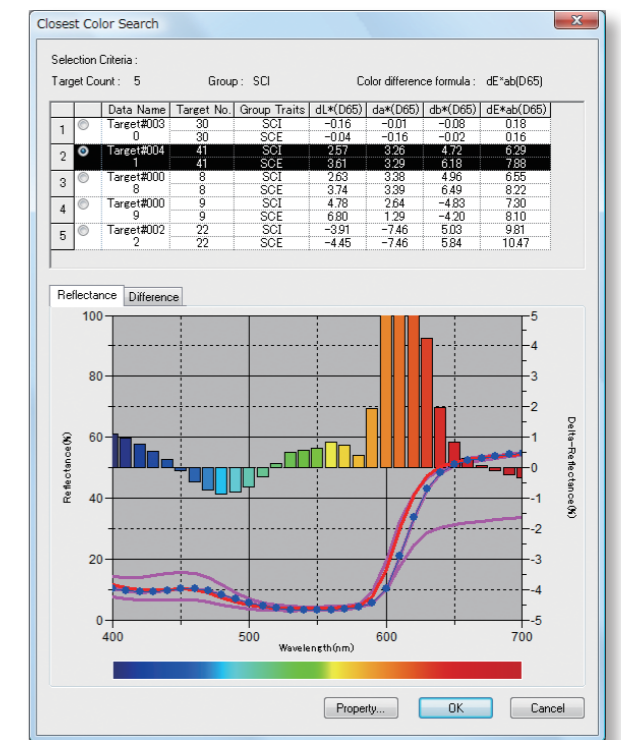 Closest Color Search
Selection Criteria :
Target Count : 5 Group : SCI Color difference formula : dE*ab(D65)
Data Name Target No. Group Traits dL*(D65) da*(D65) db*(D65) dE*ab(D65)
1 Target#003 30 SCI -0.16 -0.01 -0.08 0.18
0 30 SCE -0.04 -0.16 -0.02 0.16
2 Target#004 41 SCI 2.57 3.26 4.72 6.29
1 41 SCE 3.61 3.29 6.18 7.88
3 Target#000 8 SCI 2.63 3.38 4.96 6.55
8 8 SCE 3.74 3.39 6.49 8.22
4 Target#000 9 SCI 4.78 2.64 -4.83 7.30
9 9 SCE 6.80 1.29 -4.20 8.10
5 Target#002 22 SCI -3.91 -7.46 5.03 9.81
2 22 SCE -4.45 -7.46 5.84 10.47
Reflectance Difference
100 5
4
80 3
2
60 1
0
40 -1
-2
20 -3
-4
0 -5
Reflectance(%)
Delta-Reflectance(%)
400 500 600 700
Wavelength(nm)
Property... OK Cancel